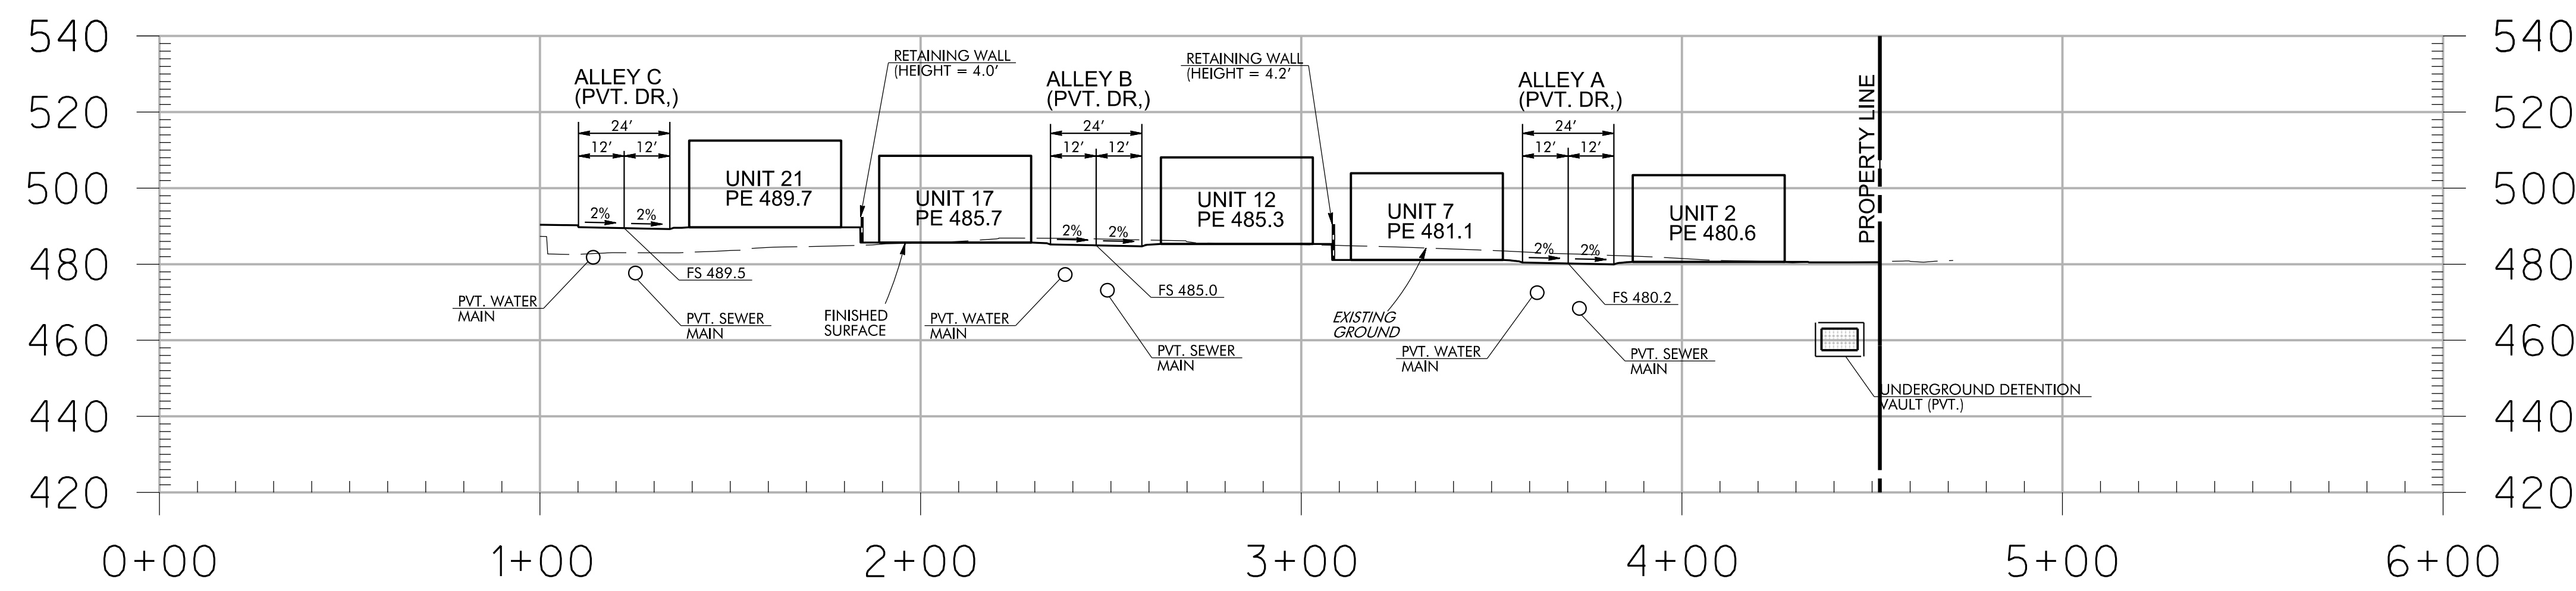 540
520
500
480
460
440
420
ALLEY C
(PVT. DR,)
24'
12' 12'
2% 2%
UNIT 21
PE 489.7
RETAINING WALL
(HEIGHT = 4.0'
UNIT 17
PE 485.7
ALLEY B
(PVT. DR,)
24'
12' 12'
2% 2%
RETAINING WALL
(HEIGHT = 4.2'
UNIT 12
PE 485.3
UNIT 7
PE 481.1
ALLEY A
(PVT. DR,)
24'
12' 12'
2% 2%
UNIT 2
PE 480.6
PROPERTY LINE
PVT. WATER
MAIN
FS 489.5
PVT. SEWER
MAIN
FINISHED
SURFACE
PVT. WATER
MAIN
FS 485.0
PVT. SEWER
MAIN
EXISTING
GROUND
PVT. WATER
MAIN
FS 480.2
PVT. SEWER
MAIN
UNDERGROUND DETENTION
VAULT (PVT.)
540
520
500
480
460
440
420
0+00 1+00 2+00 3+00 4+00 5+00 6+00